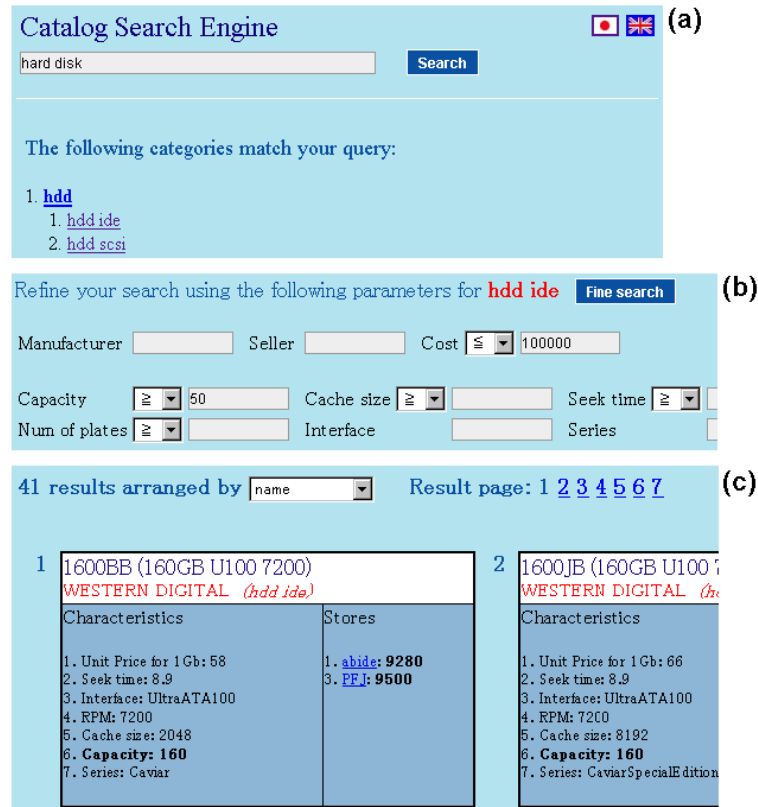 Catalog Search Engine (a)
hard disk Search
The following categories match your query:
1. hdd
1. hdd ide
2. hdd scsi
Refine your search using the following parameters for hdd ide Fine search (b)
Manufacturer Seller Cost ≦ 100000
Capacity ≧ 50 Cache size ≧ Seek time ≧
Num of plates ≧ Interface Series
41 results arranged by name Result page: 1 2 3 4 5 6 7 (c)
1 1600BB (160GB U100 7200)
WESTERN DIGITAL (hdd ide)
Characteristics
1. Unit Price for 1Gb: 58
2. Seek time: 8.9
3. Interface: UltraATA100
4. RPM: 7200
5. Cache size: 2048
6. Capacity: 160
7. Series: Caviar
Stores
1. abide: 9280
3. PFJ: 9500
2 1600JB (160GB U100
WESTERN DIGITAL
Characteristics
1. Unit Price for 1Gb: 66
2. Seek time: 8.9
3. Interface: UltraATA100
4. RPM: 7200
5. Cache size: 8192
6. Capacity: 160
7. Series: CaviarSpecialEdition